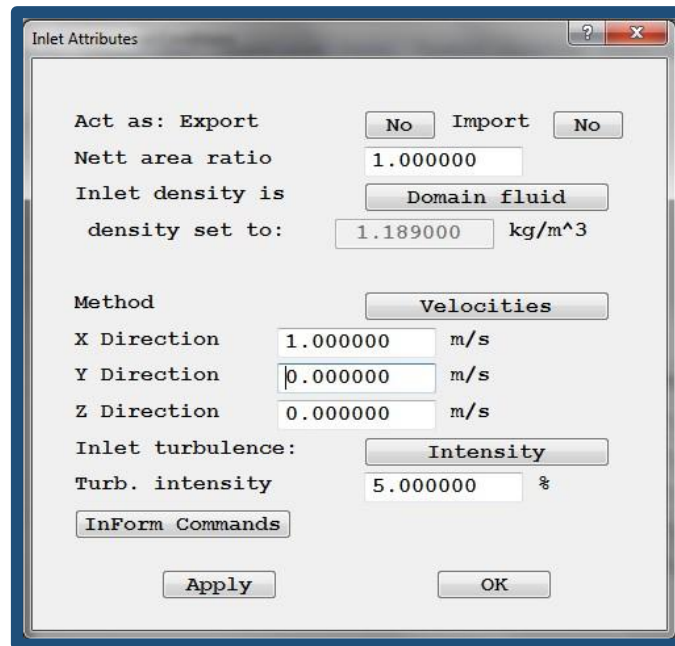 Inlet Attributes ? X
Act as: Export No Import No
Nett area ratio 1.000000
Inlet density is Domain fluid
density set to: 1.189000 kg/m^3
Method Velocities
X Direction 1.000000 m/s
Y Direction 0.000000 m/s
Z Direction 0.000000 m/s
Inlet turbulence: Intensity
Turb. intensity 5.000000 %
InForm Commands
Apply OK